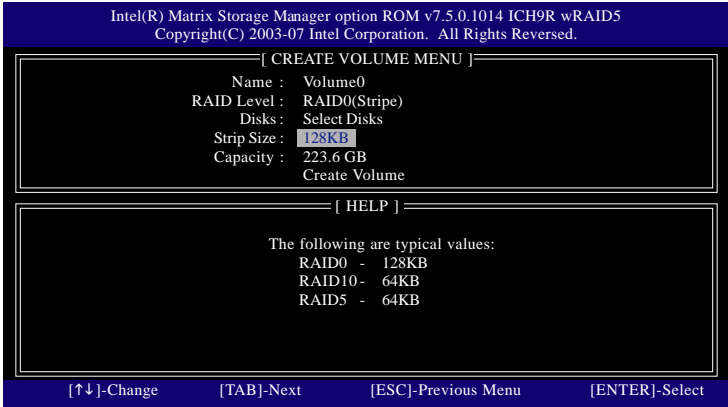 Intel(R) Matrix Storage Manager option ROM v7.5.0.1014 ICH9R wRAID5
Copyright(C) 2003-07 Intel Corporation. All Rights Reversed.
[ CREATE VOLUME MENU ]
Name : Volume0
RAID Level : RAID0(Stripe)
Disks : Select Disks
Strip Size : 128KB
Capacity : 223.6 GB
Create Volume
[ HELP ]
The following are typical values:
RAID0 - 128KB
RAID10 - 64KB
RAID5 - 64KB
[↑↓]-Change [TAB]-Next [ESC]-Previous Menu [ENTER]-Select